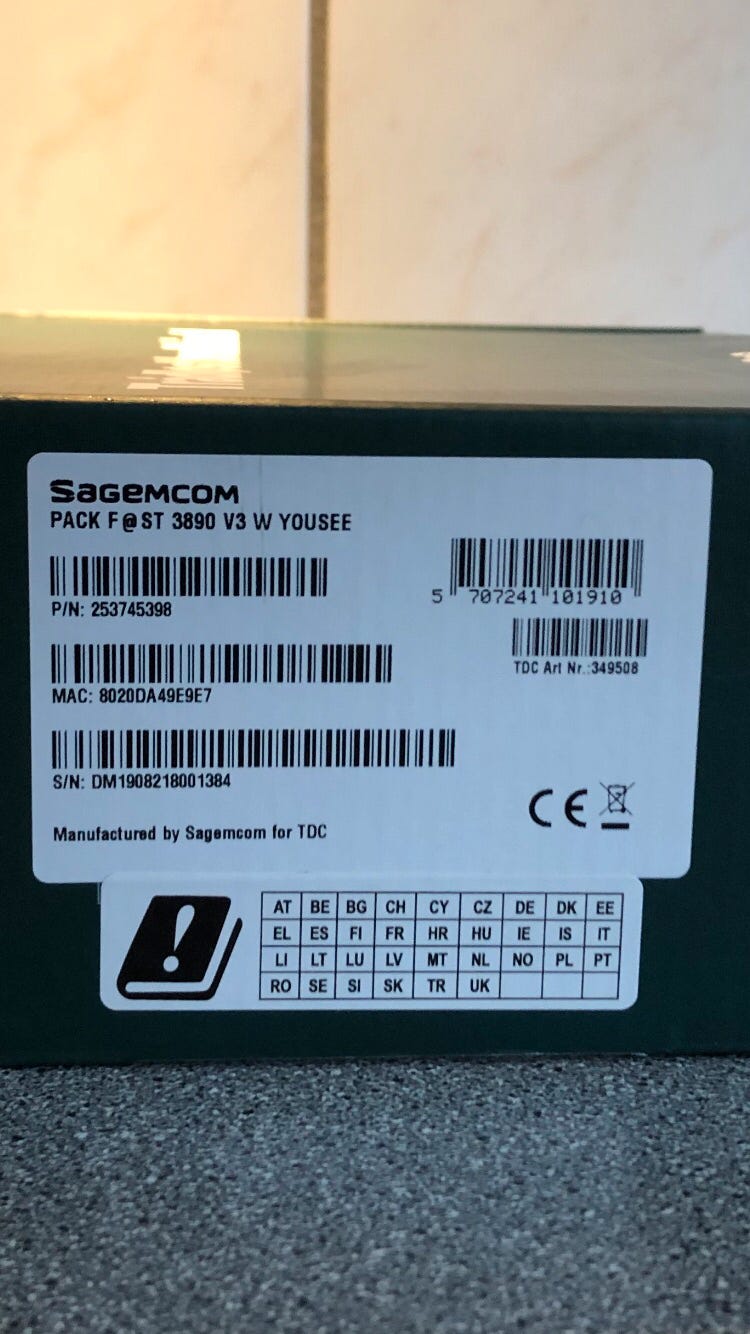 SAGEMCOM
PACK F@ST 3890 V3 W YOUSEE
P/N: 253745398
5 707241 101910
TDC Art Nr.:349508
MAC: 8020DA49E9E7
S/N: DM1908218001384
Manufactured by Sagemcom for TDC
CE
AT BE BG CH CY CZ DE DK EE
EL ES FI FR HR HU IE IS IT
LI LT LU LV MT NL NO PL PT
RO SE SI SK TR UK